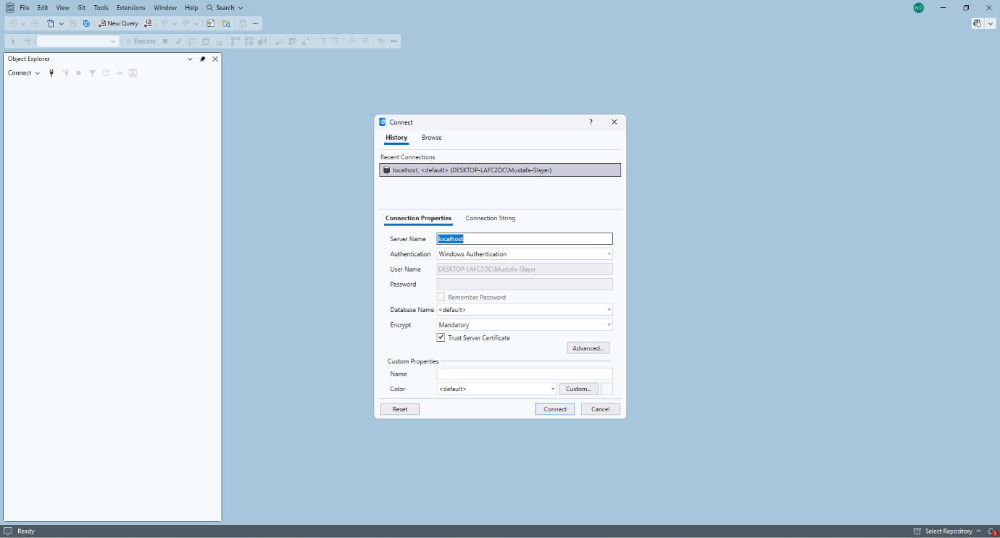 File Edit View Git Tools Extensions Window Help Search
NÖ
New Query
Execute
Object Explorer
Connect
Connect
?
History Browse
Recent Connections
localhost, <default> (DESKTOP-LAFC2DC\Mustafa-Slayer)
Connection Properties Connection String
Server Name localhost
Authentication Windows Authentication
User Name DESKTOP-LAFC2DC\Mustafa-Slayer
Password
Remember Password
Database Name <default>
Encrypt Mandatory
Trust Server Certificate
Advanced...
Custom Properties
Name
Color <default> Custom...
Reset Connect Cancel
Ready Select Repository 1